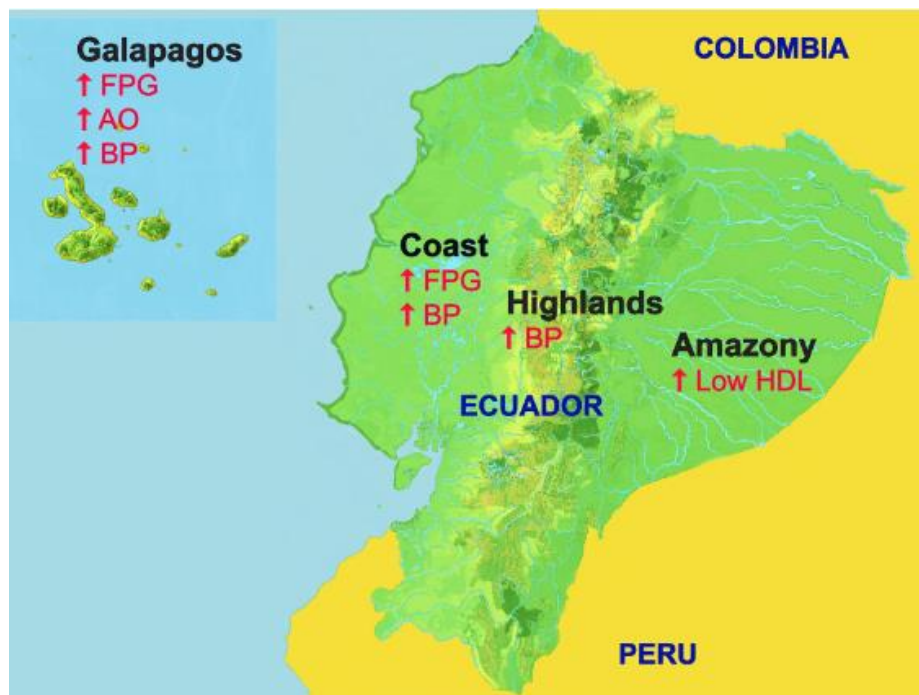 Galapagos
↑ FPG
↑ AO
↑ BP
COLOMBIA
Coast
↑ FPG
↑ BP
Highlands
↑ BP
Amazony
↑ Low HDL
ECUADOR
PERU